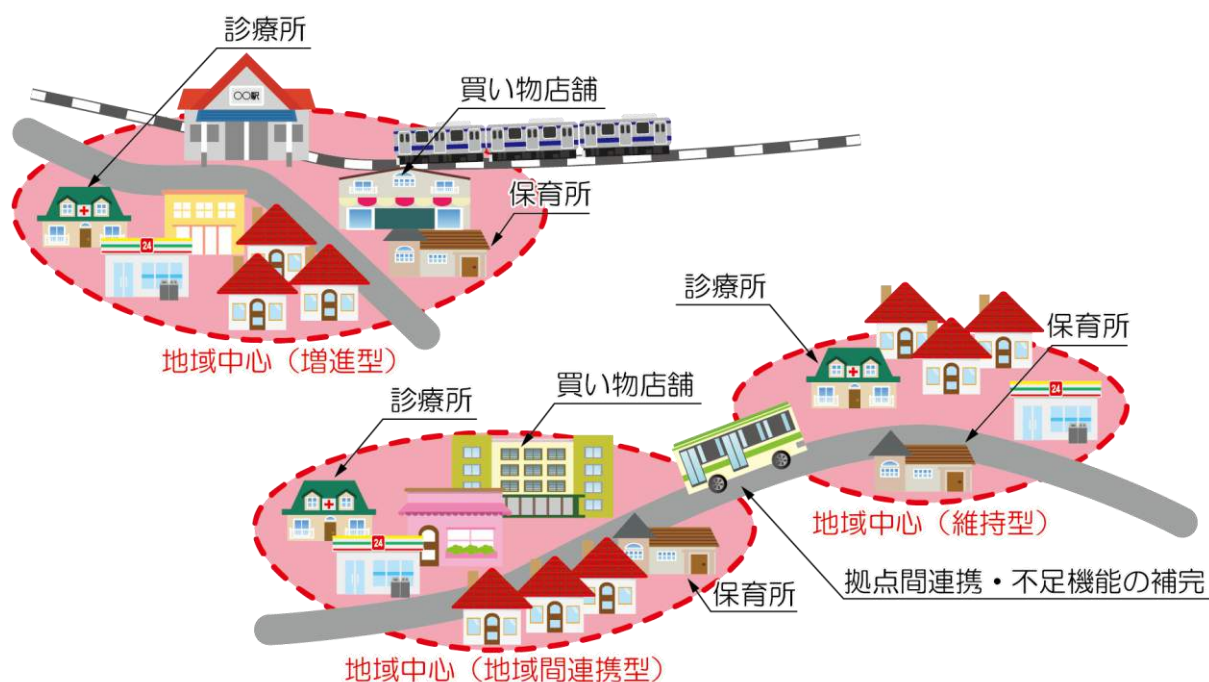 診療所
〇〇駅
買い物店舗
保育所
24
地域中心（増進型）
診療所
保育所
24
地域中心（維持型）
診療所
買い物店舗
24
保育所
拠点間連携・不足機能の補完
地域中心（地域間連携型）